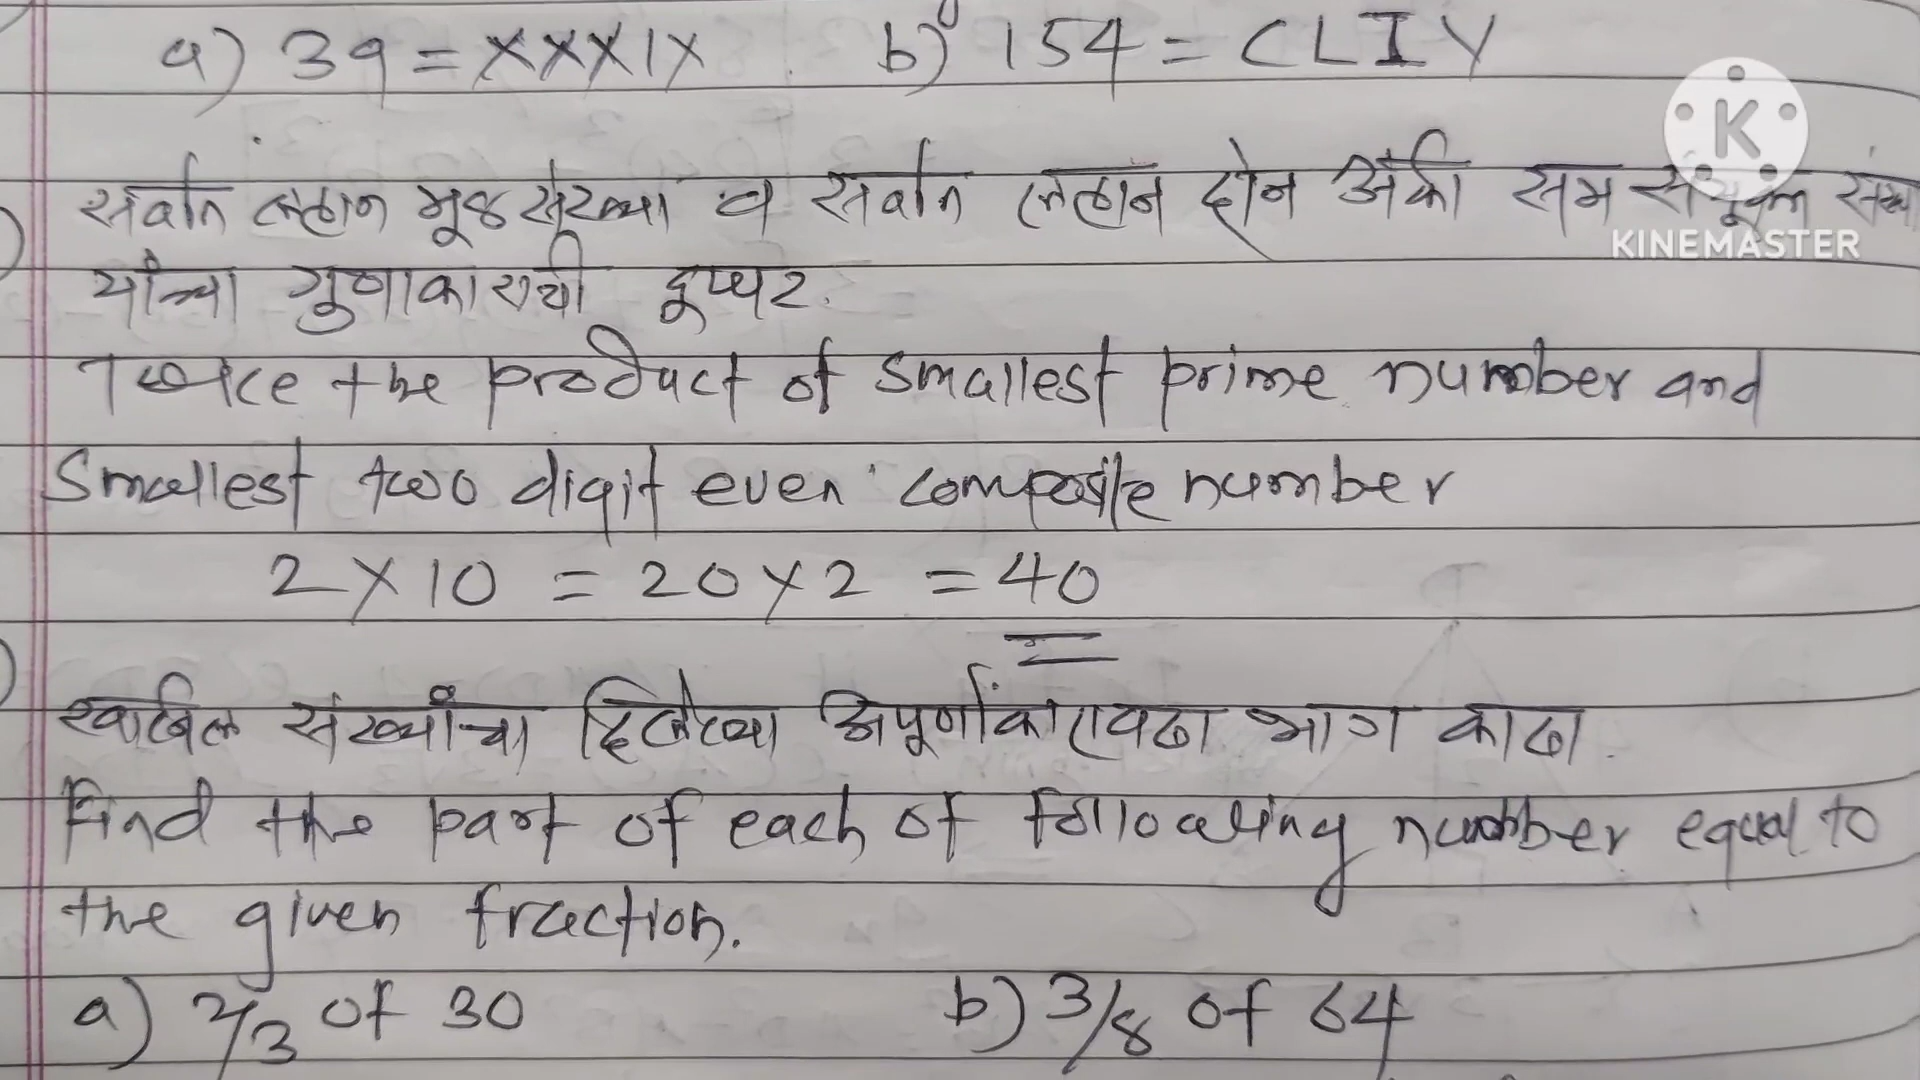 a) 39 = XXXIX b) 154 = CLIV
सर्वात लहान मूळ संख्या व सर्वात लहान दोन अंकी सम संयुक्त संख्या
यांच्या गुणाकाराची दुप्पट.
Twice the product of smallest prime number and
Smallest two digit even composite number
2 × 10 = 20 × 2 = 40
खालील संख्यांचा दिलेल्या अपूर्णांकाएवढा भाग काढा.
Find the part of each of following number equal to
the given fraction.
a) 2/3 of 30 b) 3/8 of 64
K
KINEMASTER